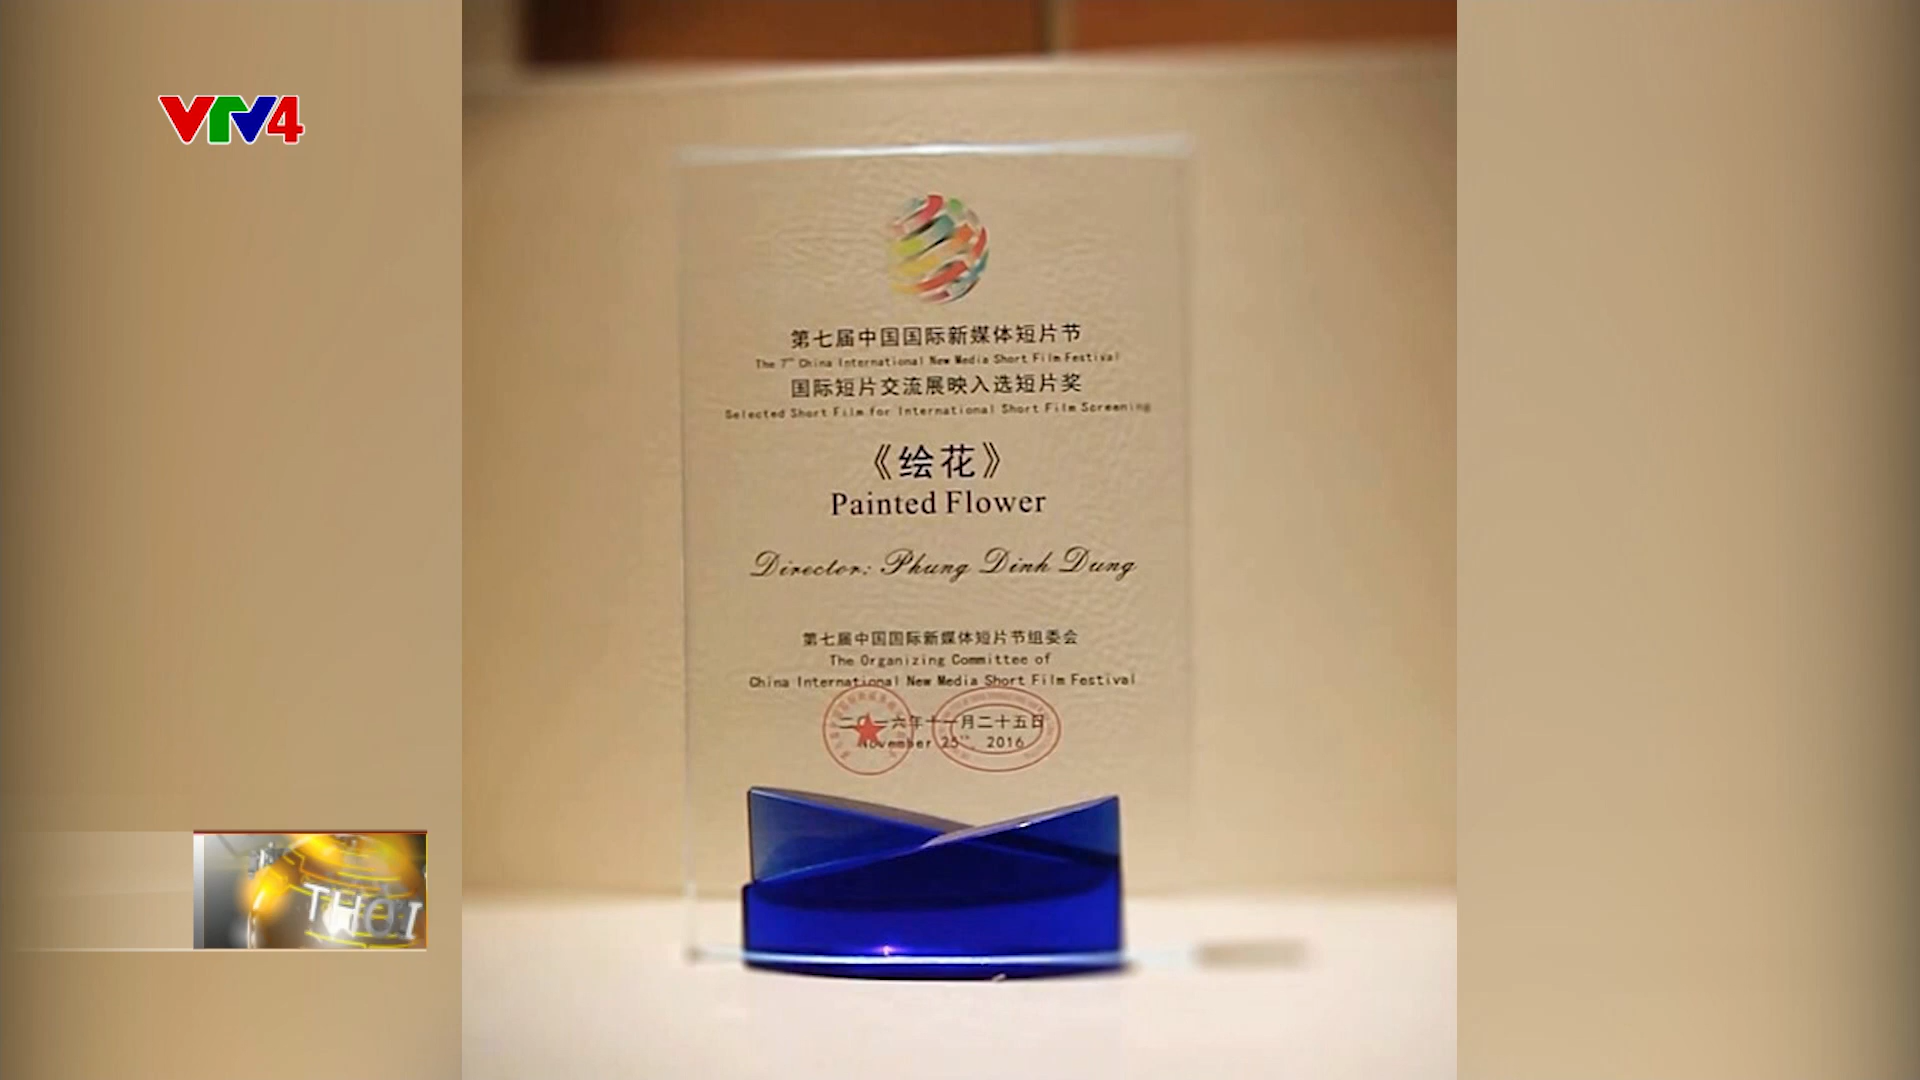 VTV4
第七届中国国际新媒体短片节
The 7th China International New Media Short Film Festival
国际短片交流展映入选短片奖
Selected Short Film for International Short Film Screening
《绘花》
Painted Flower
Director: Phung Dinh Dung
第七届中国国际新媒体短片节组委会
The Organizing Committee of
China International New Media Short Film Festival
二〇一六年十一月二十五日
November 25th, 2016
THỜI